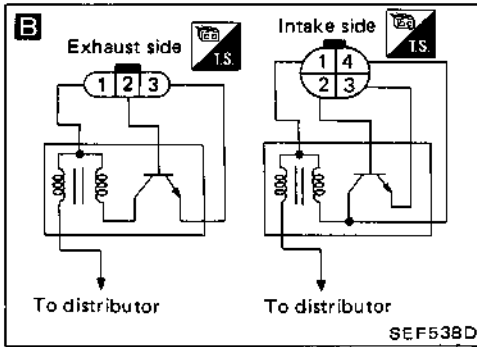 B
Exhaust side
T.S.
Intake side
T.S.
1 2 3
1 4
2 3
To distributor
To distributor
SEF538D